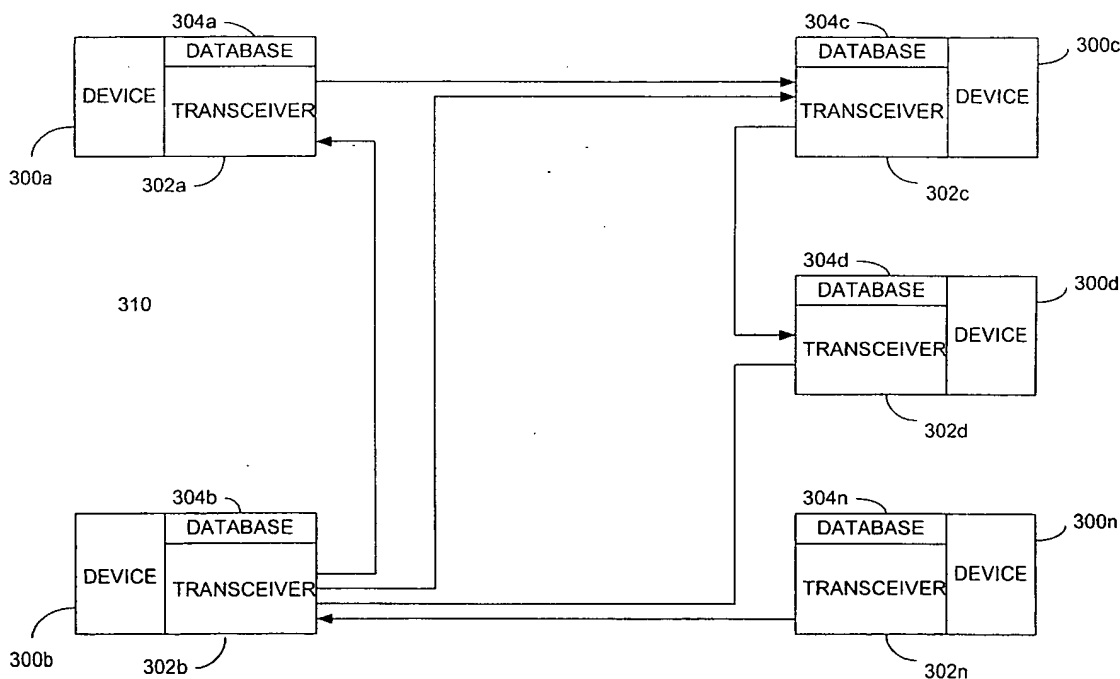 304a
DATABASE
DEVICE
TRANSCEIVER
300a
302a
304c
DATABASE
300c
TRANSCEIVER
DEVICE
302c
310
304d
DATABASE
300d
TRANSCEIVER
DEVICE
302d
304b
DATABASE
DEVICE
TRANSCEIVER
300b
302b
304n
DATABASE
300n
TRANSCEIVER
DEVICE
302n